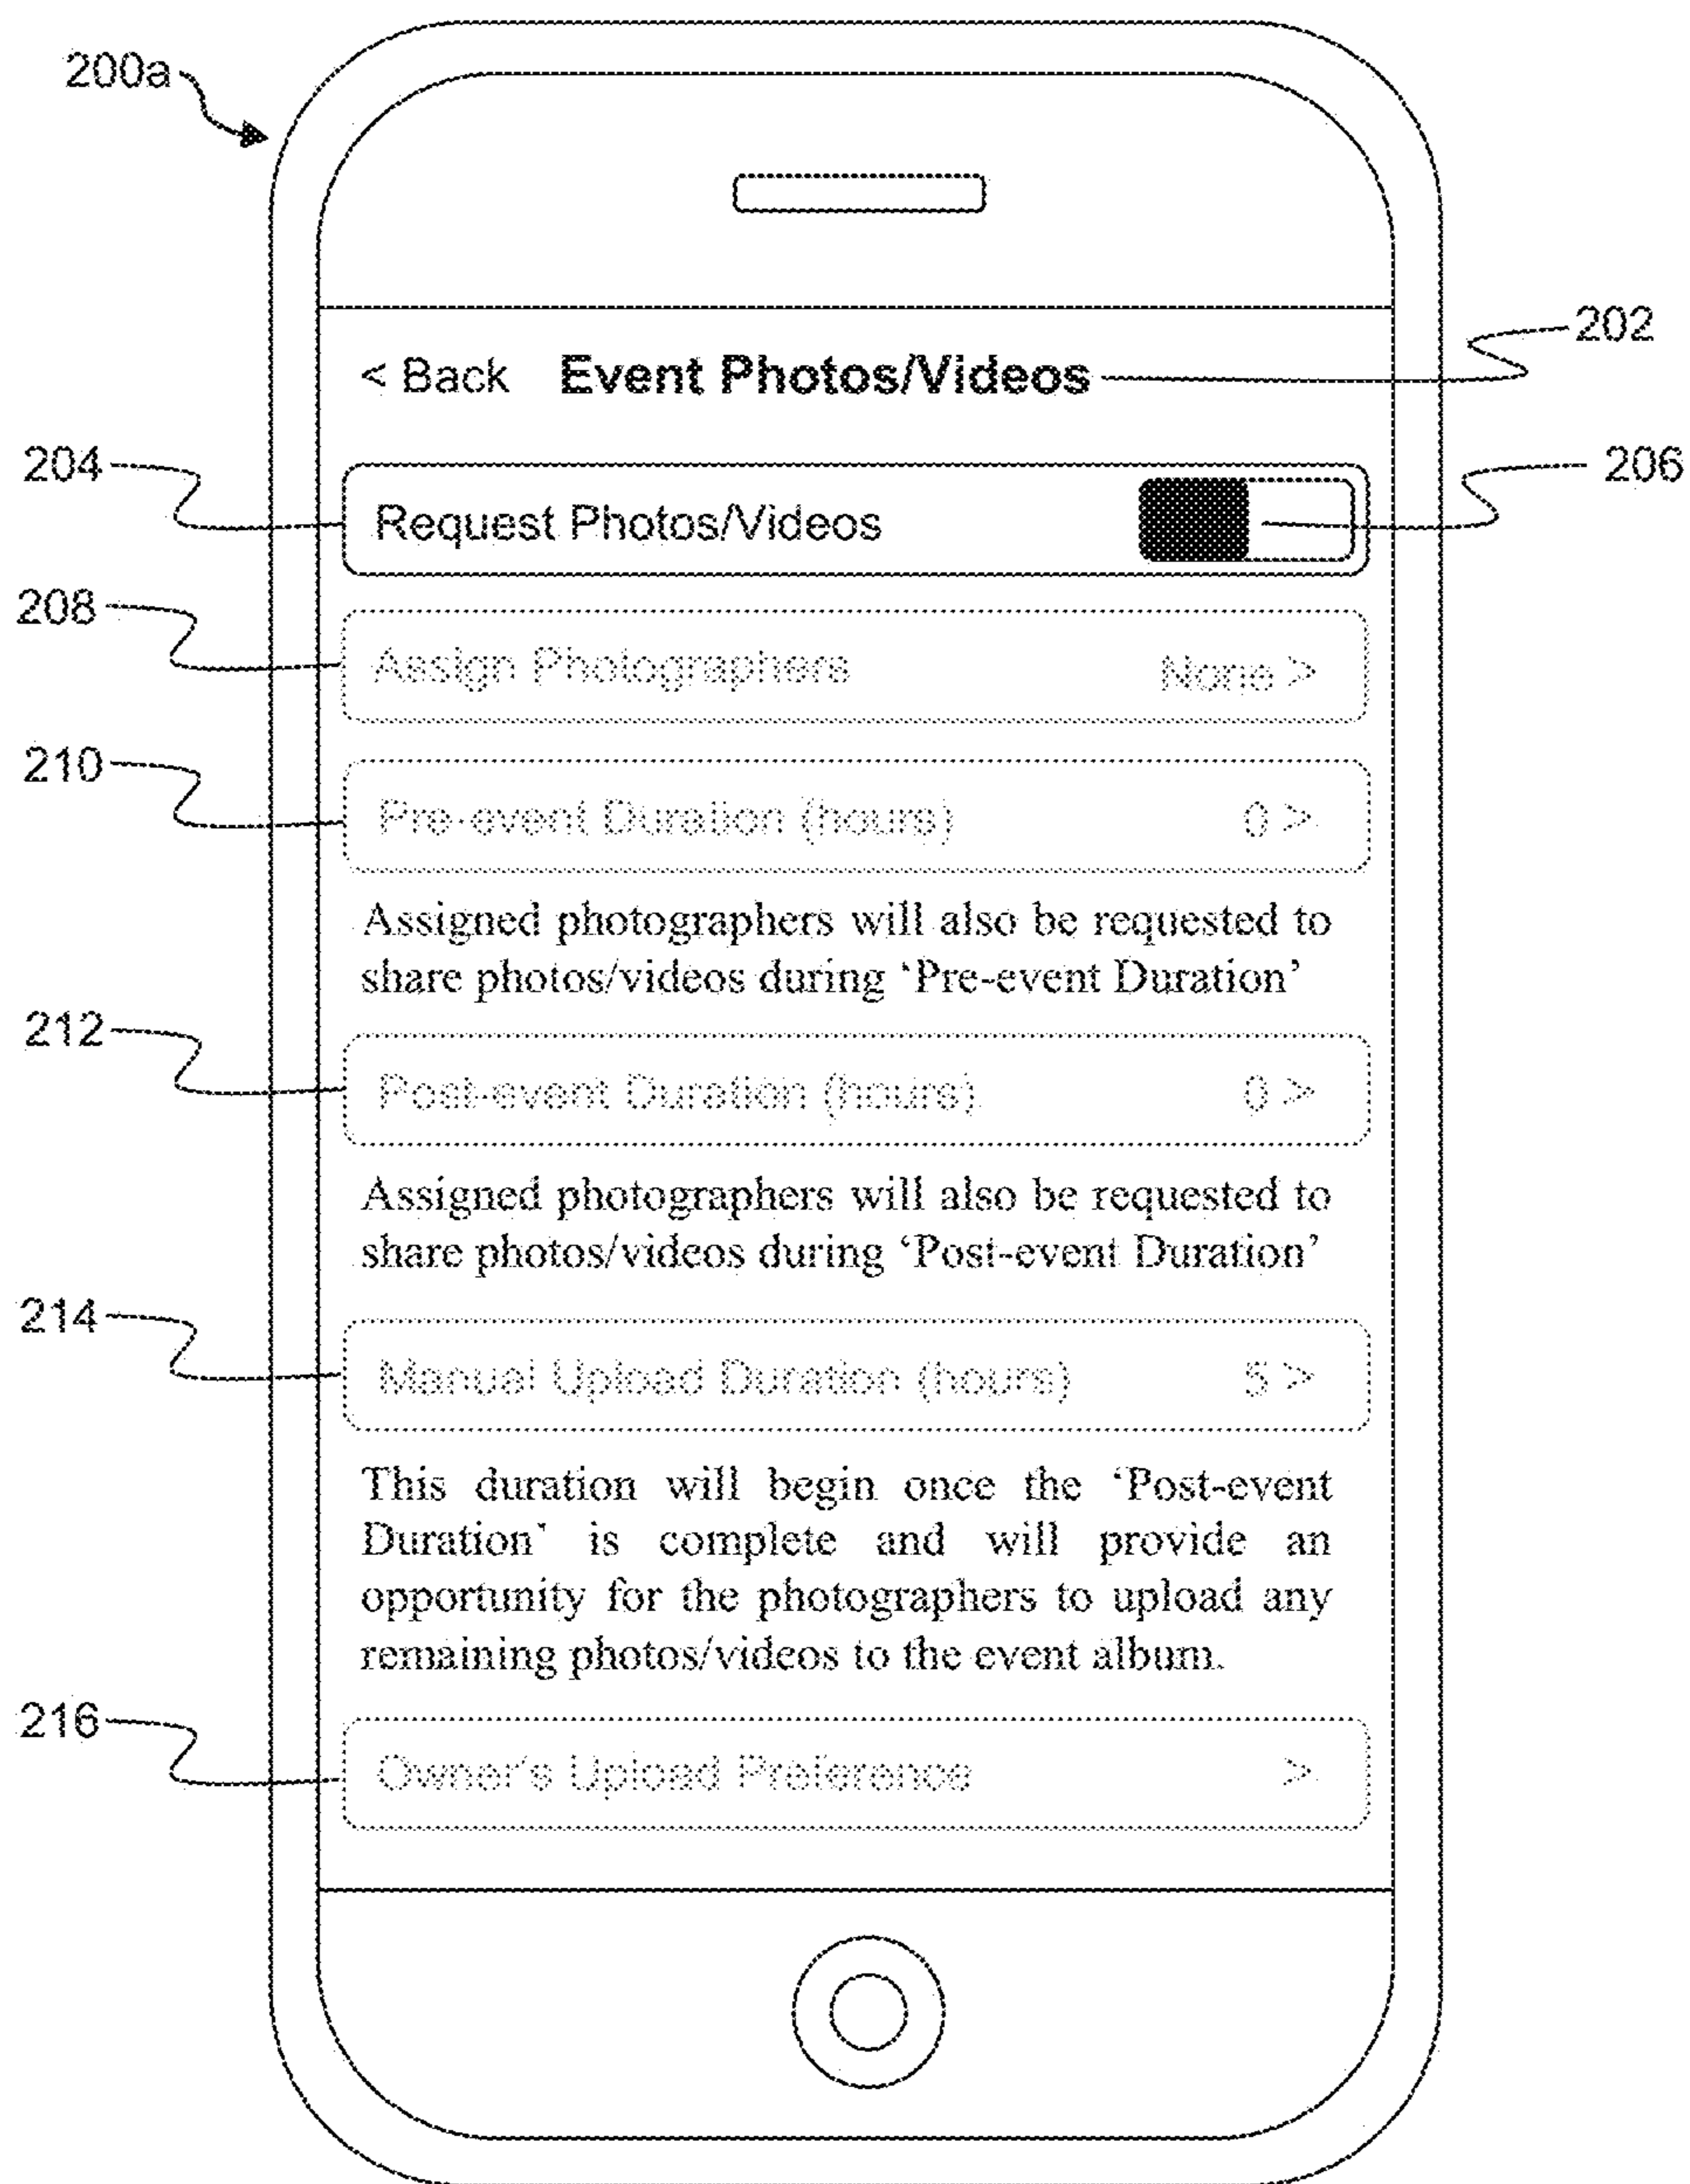 200a
< Back Event Photos/Videos
202
204
Request Photos/Videos
206
208
Assign Photographers None >
210
Pre-event Duration (hours) 0 >
Assigned photographers will also be requested to
share photos/videos during ‘Pre-event Duration’
212
Post-event Duration (hours) 0 >
Assigned photographers will also be requested to
share photos/videos during ‘Post-event Duration’
214
Manual Upload Duration (hours) 5 >
This duration will begin once the ‘Post-event
Duration’ is complete and will provide an
opportunity for the photographers to upload any
remaining photos/videos to the event album.
216
Owner's Upload Preference >